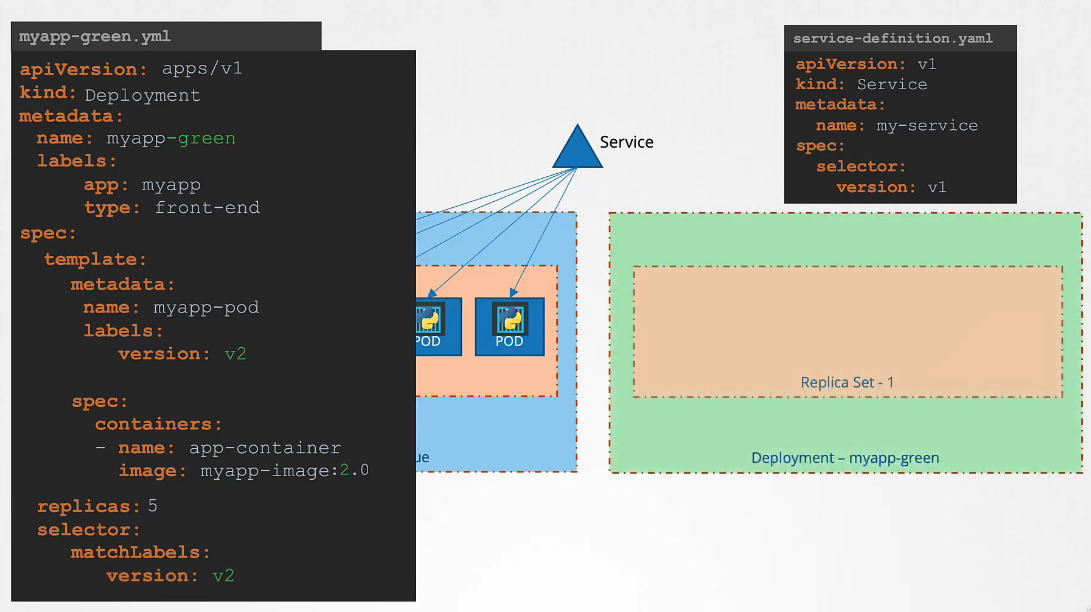 myapp-green.yml
apiVersion: apps/v1
kind: Deployment
metadata:
name: myapp-green
labels:
app: myapp
type: front-end
spec:
template:
metadata:
name: myapp-pod
labels:
version: v2
spec:
containers:
- name: app-container
image: myapp-image:2.0
replicas: 5
selector:
matchLabels:
version: v2
service-definition.yaml
apiVersion: v1
kind: Service
metadata:
name: my-service
spec:
selector:
version: v1
Service
POD
POD
ue
Replica Set - 1
Deployment – myapp-green